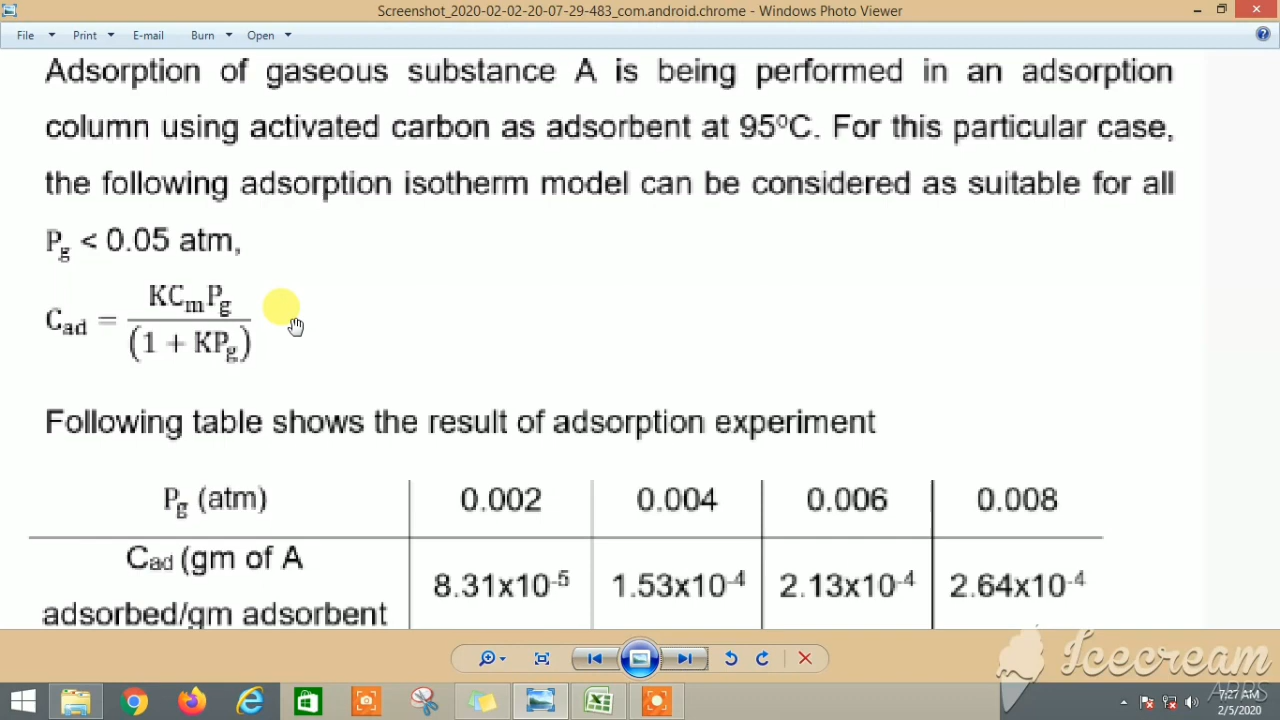 Screenshot_2020-02-02-20-07-29-483_com.android.chrome - Windows Photo Viewer
File Print E-mail Burn Open
Adsorption of gaseous substance A is being performed in an adsorption
column using activated carbon as adsorbent at 95⁰C. For this particular case,
the following adsorption isotherm model can be considered as suitable for all
Pg < 0.05 atm,
Cad = KCmPg / (1 + KPg)
Following table shows the result of adsorption experiment
Pg (atm) 0.002 0.004 0.006 0.008
Cad (gm of A
adsorbed/gm adsorbent 8.31x10⁻⁵ 1.53x10⁻⁴ 2.13x10⁻⁴ 2.64x10⁻⁴
Icecream
APPS
7:27 AM
2/5/2020